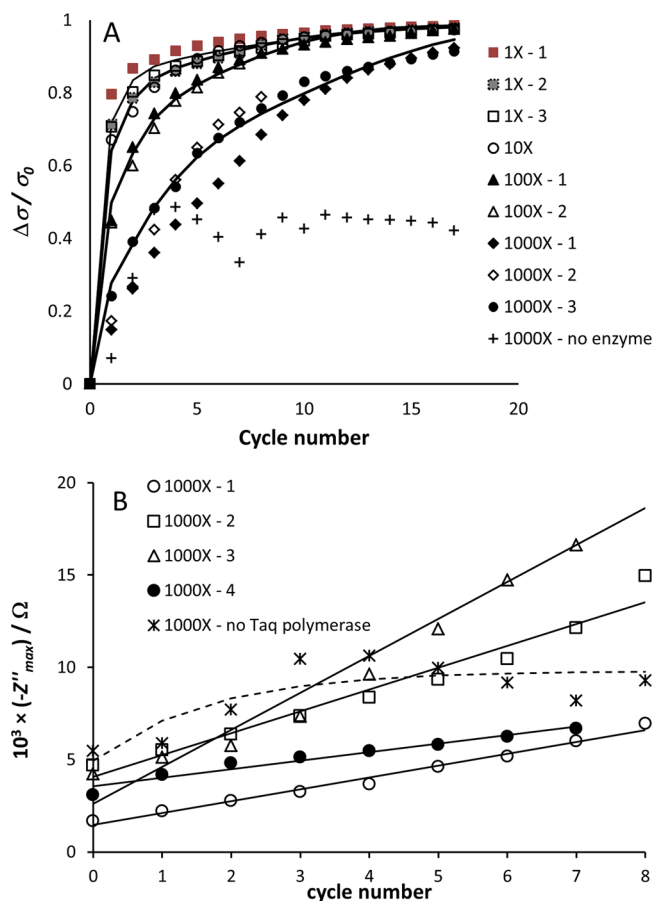 A
1
0.8
0.6
0.4
0.2
0
Δσ / σ0
0 5 10 15 20
Cycle number
1X - 1
1X - 2
1X - 3
10X
100X - 1
100X - 2
1000X - 1
1000X - 2
1000X - 3
1000X - no enzyme
B
20
15
10
5
0
10³ × (-Z''max) / Ω
1000X - 1
1000X - 2
1000X - 3
1000X - 4
1000X - no Taq polymerase
0 1 2 3 4 5 6 7 8
cycle number